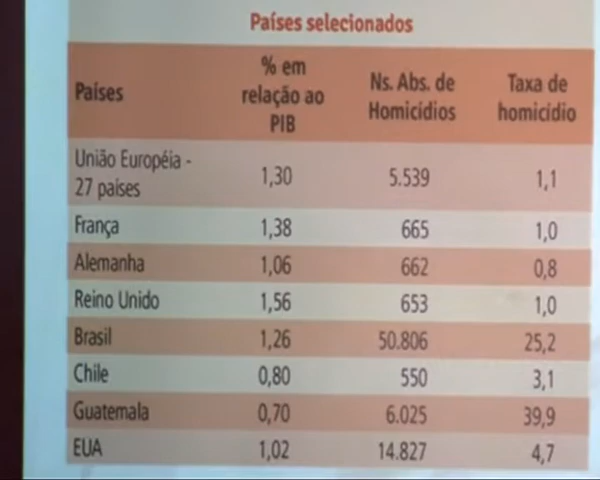 Países selecionados
Países % em relação ao PIB Ns. Abs. de Homicídios Taxa de homicídio
União Européia - 27 países 1,30 5.539 1,1
França 1,38 665 1,0
Alemanha 1,06 662 0,8
Reino Unido 1,56 653 1,0
Brasil 1,26 50.806 25,2
Chile 0,80 550 3,1
Guatemala 0,70 6.025 39,9
EUA 1,02 14.827 4,7